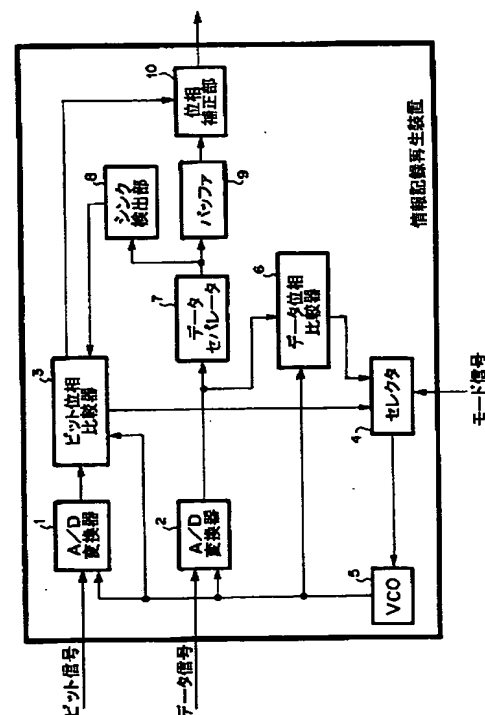 ピット信号
データ信号
モード信号
1
A/D
変換器
2
A/D
変換器
3
ピット位相
比較器
4
セレクタ
5
VCO
6
データ位相
比較器
7
データ
セパレータ
8
シンク
検出部
9
バッファ
10
位相
補正部
情報記録再生装置